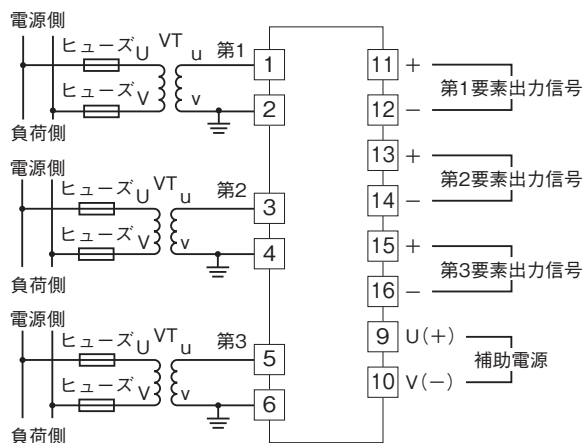 電源側
ヒューズ U VT u 第1 1
ヒューズ V v 2
負荷側
電源側
ヒューズ U VT u 第2 3
ヒューズ V v 4
負荷側
電源側
ヒューズ U VT u 第3 5
ヒューズ V v 6
負荷側
11 +
第1要素出力信号
12 −
13 +
第2要素出力信号
14 −
15 +
第3要素出力信号
16 −
9 U(+)
補助電源
10 V(−)